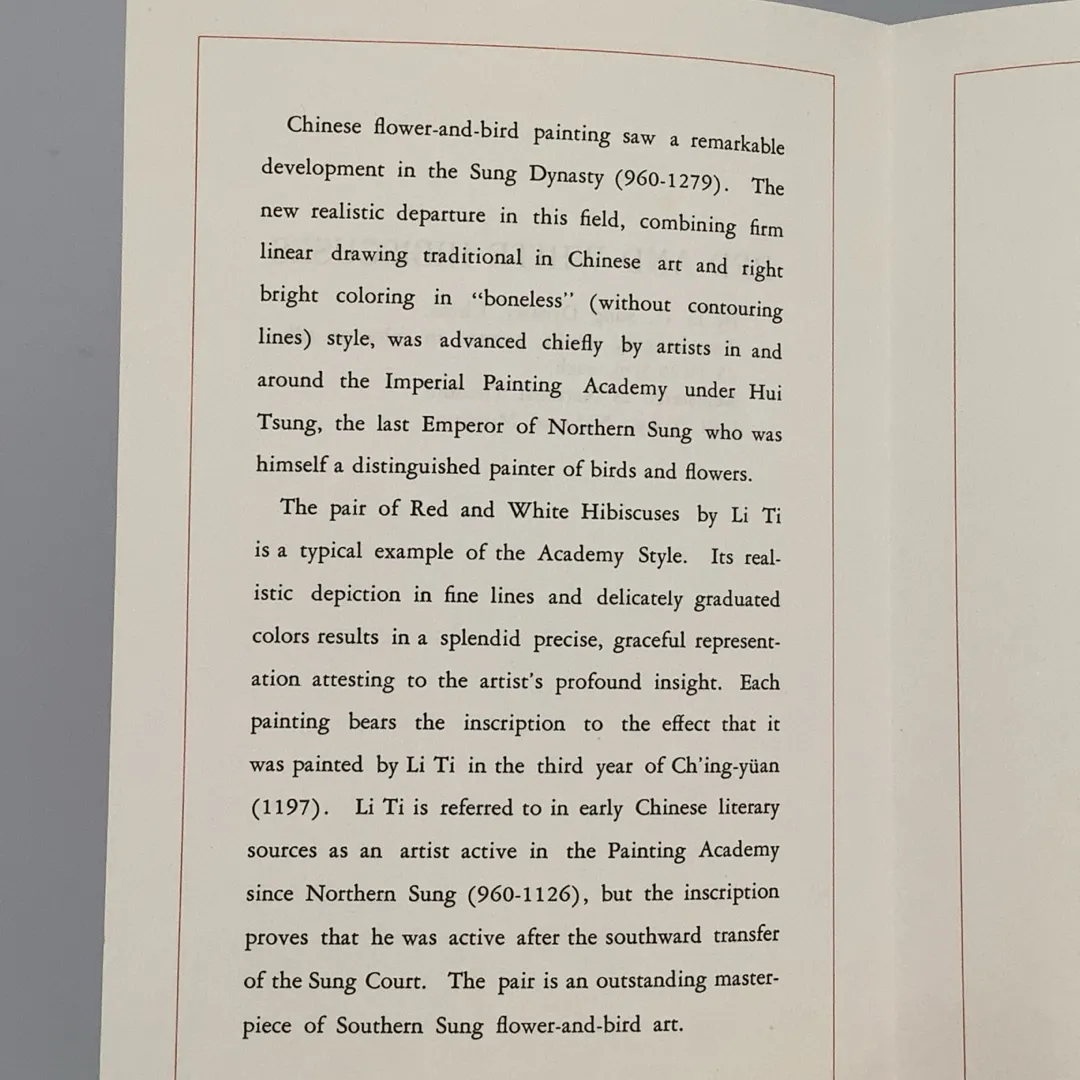 Chinese flower-and-bird painting saw a remarkable
development in the Sung Dynasty (960-1279). The
new realistic departure in this field, combining firm
linear drawing traditional in Chinese art and right
bright coloring in “boneless” (without contouring
lines) style, was advanced chiefly by artists in and
around the Imperial Painting Academy under Hui
Tsung, the last Emperor of Northern Sung who was
himself a distinguished painter of birds and flowers.
The pair of Red and White Hibiscuses by Li Ti
is a typical example of the Academy Style. Its real-
istic depiction in fine lines and delicately graduated
colors results in a splendid precise, graceful represent-
ation attesting to the artist’s profound insight. Each
painting bears the inscription to the effect that it
was painted by Li Ti in the third year of Ch’ing-yüan
(1197). Li Ti is referred to in early Chinese literary
sources as an artist active in the Painting Academy
since Northern Sung (960-1126), but the inscription
proves that he was active after the southward transfer
of the Sung Court. The pair is an outstanding master-
piece of Southern Sung flower-and-bird art.